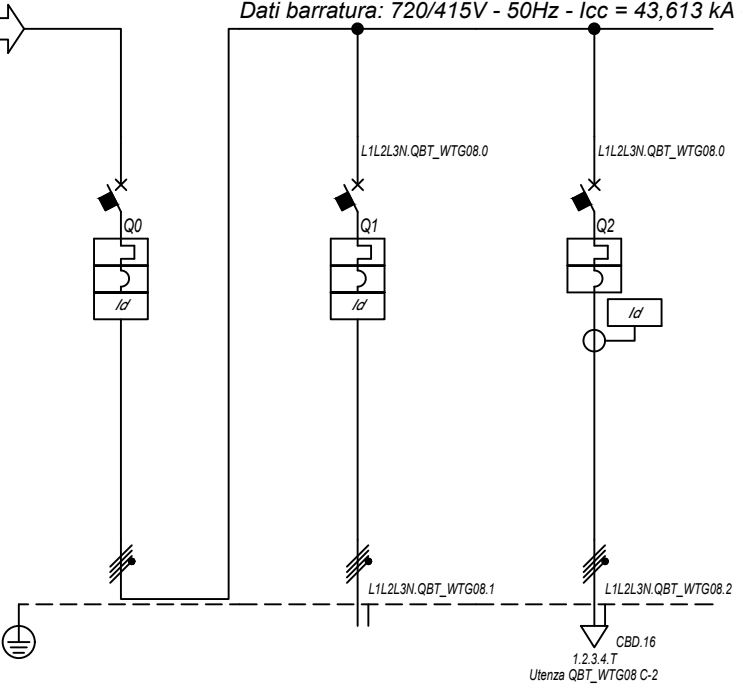 Dati barratura: 720/415V - 50Hz - Icc = 43,613 kA
L1L2L3N.QBT_WTG08.0
L1L2L3N.QBT_WTG08.0
Q0
Q1
Q2
Id
Id
Id
L1L2L3N.QBT_WTG08.1
L1L2L3N.QBT_WTG08.2
CBD.16
1.2.3.4.T
Utenza QBT_WTG08 C-2